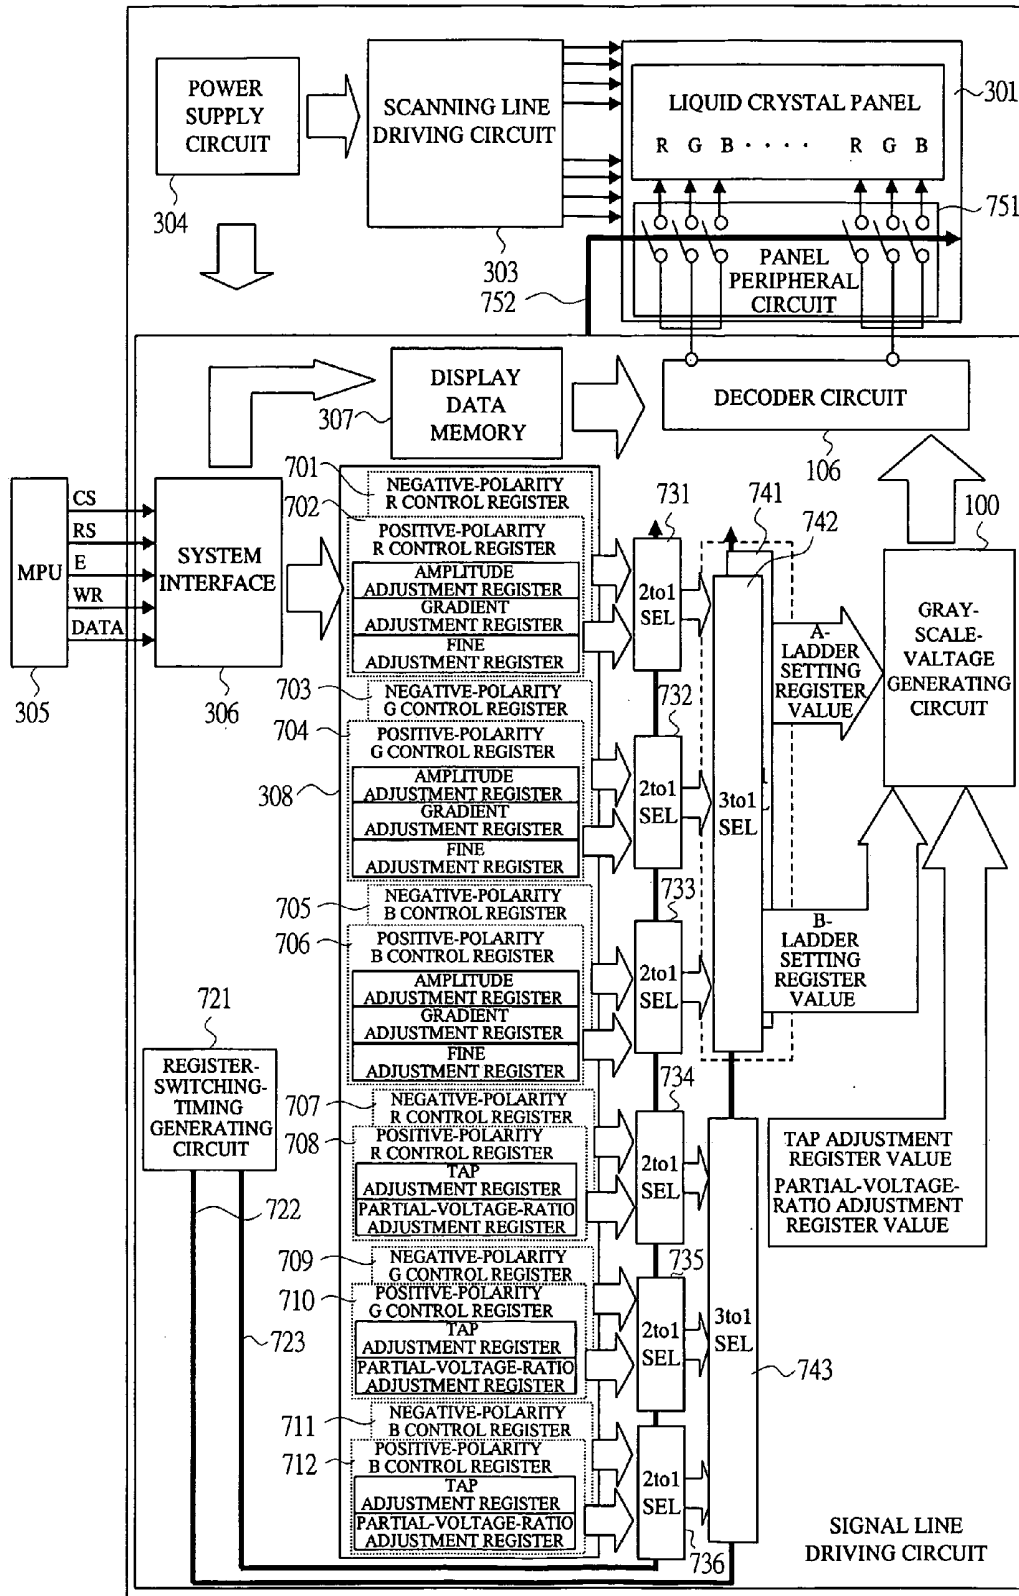 POWER
SUPPLY
CIRCUIT
304
SCANNING LINE
DRIVING CIRCUIT
303
LIQUID CRYSTAL PANEL
R G B · · · · R G B
301
751
PANEL
PERIPHERAL
CIRCUIT
752
DISPLAY
DATA
MEMORY
307
DECODER CIRCUIT
106
MPU
305
CS
RS
E
WR
DATA
SYSTEM
INTERFACE
306
308
701
NEGATIVE-POLARITY
R CONTROL REGISTER
702
POSITIVE-POLARITY
R CONTROL REGISTER
AMPLITUDE
ADJUSTMENT REGISTER
GRADIENT
ADJUSTMENT REGISTER
FINE
ADJUSTMENT REGISTER
703
NEGATIVE-POLARITY
G CONTROL REGISTER
704
POSITIVE-POLARITY
G CONTROL REGISTER
AMPLITUDE
ADJUSTMENT REGISTER
GRADIENT
ADJUSTMENT REGISTER
FINE
ADJUSTMENT REGISTER
705
NEGATIVE-POLARITY
B CONTROL REGISTER
706
POSITIVE-POLARITY
B CONTROL REGISTER
AMPLITUDE
ADJUSTMENT REGISTER
GRADIENT
ADJUSTMENT REGISTER
FINE
ADJUSTMENT REGISTER
707
NEGATIVE-POLARITY
R CONTROL REGISTER
708
POSITIVE-POLARITY
R CONTROL REGISTER
TAP
ADJUSTMENT REGISTER
PARTIAL-VOLTAGE-RATIO
ADJUSTMENT REGISTER
709
NEGATIVE-POLARITY
G CONTROL REGISTER
710
POSITIVE-POLARITY
G CONTROL REGISTER
TAP
ADJUSTMENT REGISTER
PARTIAL-VOLTAGE-RATIO
ADJUSTMENT REGISTER
711
NEGATIVE-POLARITY
B CONTROL REGISTER
712
POSITIVE-POLARITY
B CONTROL REGISTER
TAP
ADJUSTMENT REGISTER
PARTIAL-VOLTAGE-RATIO
ADJUSTMENT REGISTER
721
REGISTER-
SWITCHING-
TIMING
GENERATING
CIRCUIT
722
723
731
2to1
SEL
732
2to1
SEL
733
2to1
SEL
734
2to1
SEL
735
2to1
SEL
2to1
SEL
736
741
742
3to1
SEL
3to1
SEL
743
A-
LADDER
SETTING
REGISTER
VALUE
B-
LADDER
SETTING
REGISTER
VALUE
100
GRAY-
SCALE-
VALTAGE
GENERATING
CIRCUIT
TAP ADJUSTMENT
REGISTER VALUE
PARTIAL-VOLTAGE-
RATIO ADJUSTMENT
REGISTER VALUE
SIGNAL LINE
DRIVING CIRCUIT